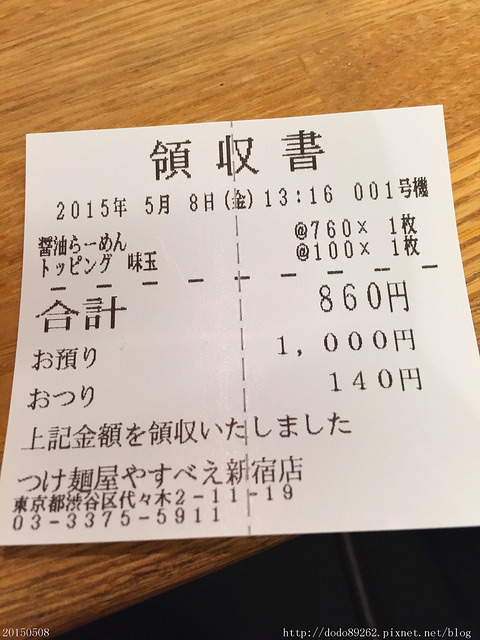 領収書
2015年 5月 8日(金)13:16 001号機
醤油らーめん @760× 1枚
トッピング 味玉 @100× 1枚
合計 860円
お預り 1,000円
おつり 140円
上記金額を領収いたしました
つけ麺屋やすべえ新宿店
東京都渋谷区代々木2-11-19
03-3375-5911
20150508 http://dodo89262.pixnet.net/blog